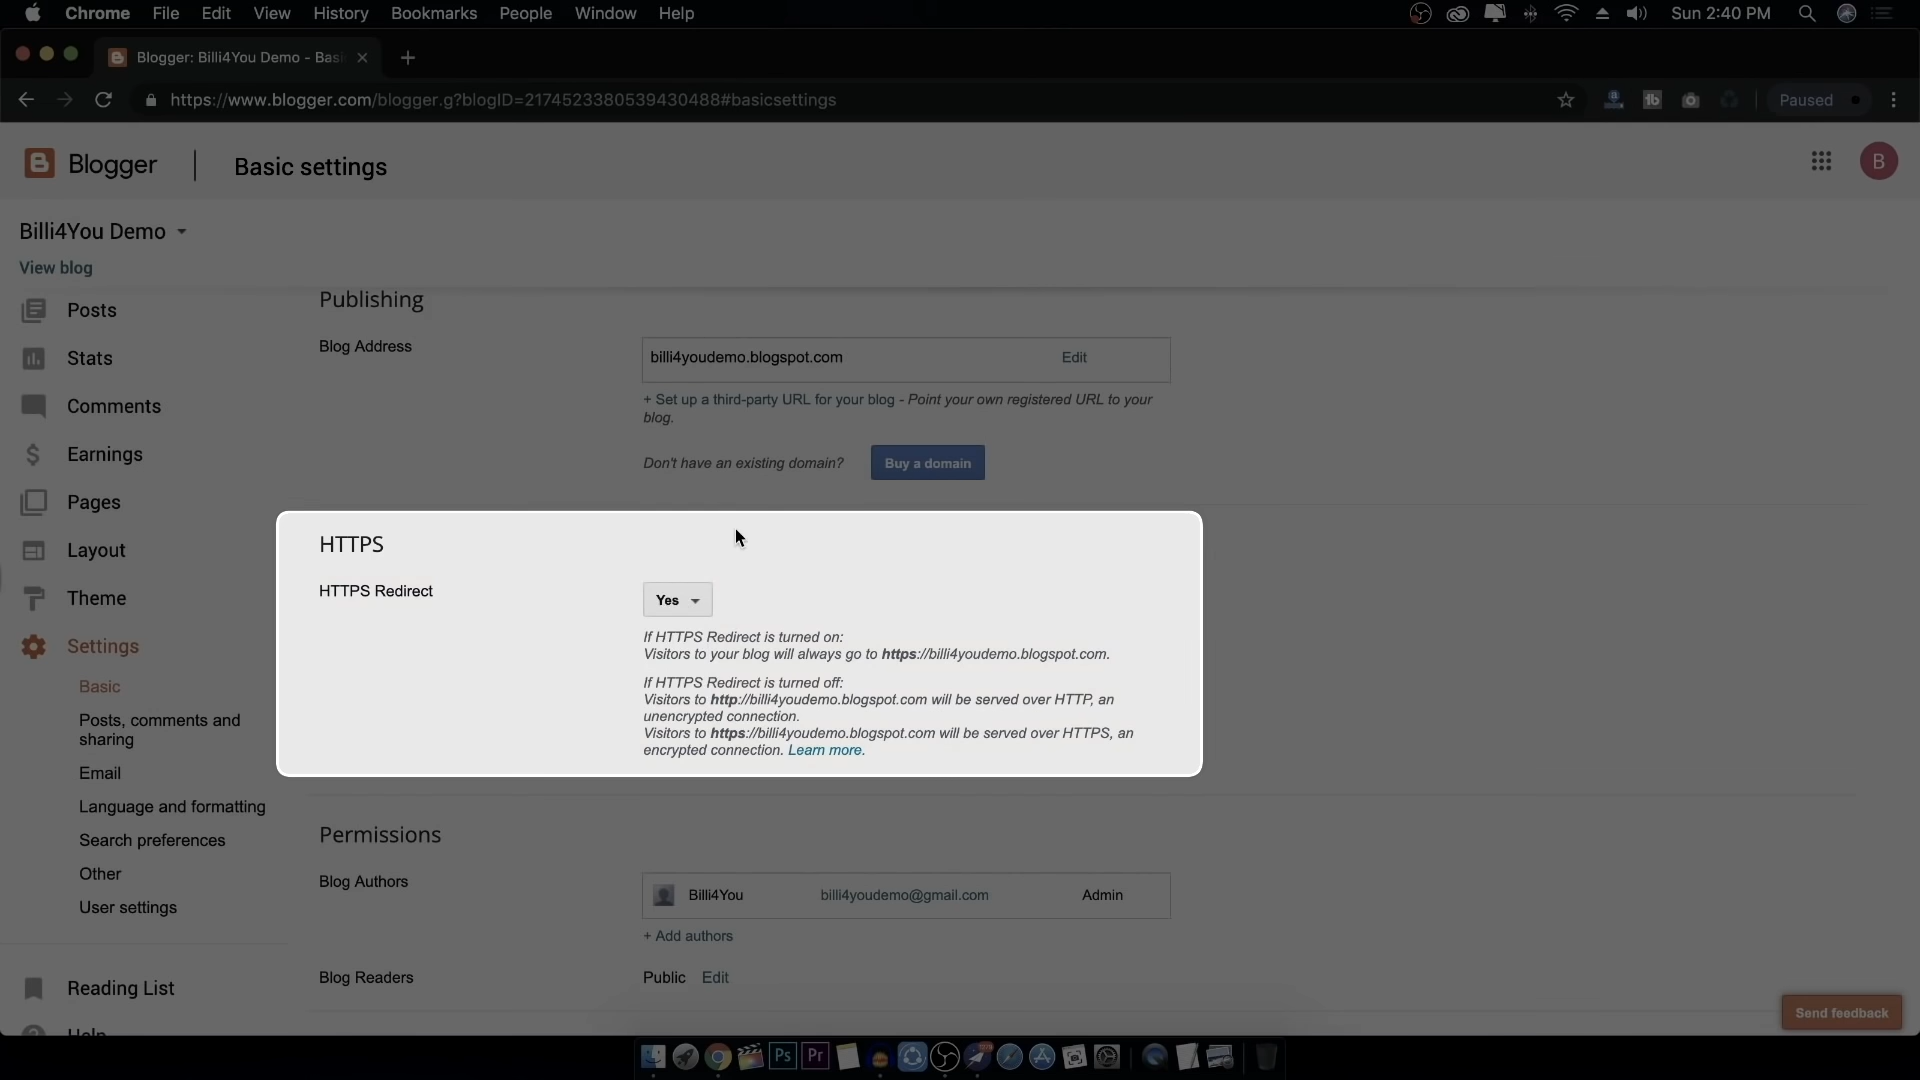 Chrome File Edit View History Bookmarks People Window Help Sun 2:40 PM
Blogger: Billi4You Demo - Basi
https://www.blogger.com/blogger.g?blogID=2174523380539430488#basicsettings Paused
Blogger Basic settings B
Billi4You Demo
View blog
Posts
Stats
Comments
Earnings
Pages
Layout
Theme
Settings
Basic
Posts, comments and
sharing
Email
Language and formatting
Search preferences
Other
User settings
Reading List
Help
Publishing
Blog Address
billi4youdemo.blogspot.com Edit
+ Set up a third-party URL for your blog - Point your own registered URL to your
blog.
Don't have an existing domain? Buy a domain
HTTPS
HTTPS Redirect
Yes
If HTTPS Redirect is turned on:
Visitors to your blog will always go to https://billi4youdemo.blogspot.com.
If HTTPS Redirect is turned off:
Visitors to http://billi4youdemo.blogspot.com will be served over HTTP, an
unencrypted connection.
Visitors to https://billi4youdemo.blogspot.com will be served over HTTPS, an
encrypted connection. Learn more.
Permissions
Blog Authors
Billi4You billi4youdemo@gmail.com Admin
+ Add authors
Blog Readers Public Edit
Send feedback
Ps Pr